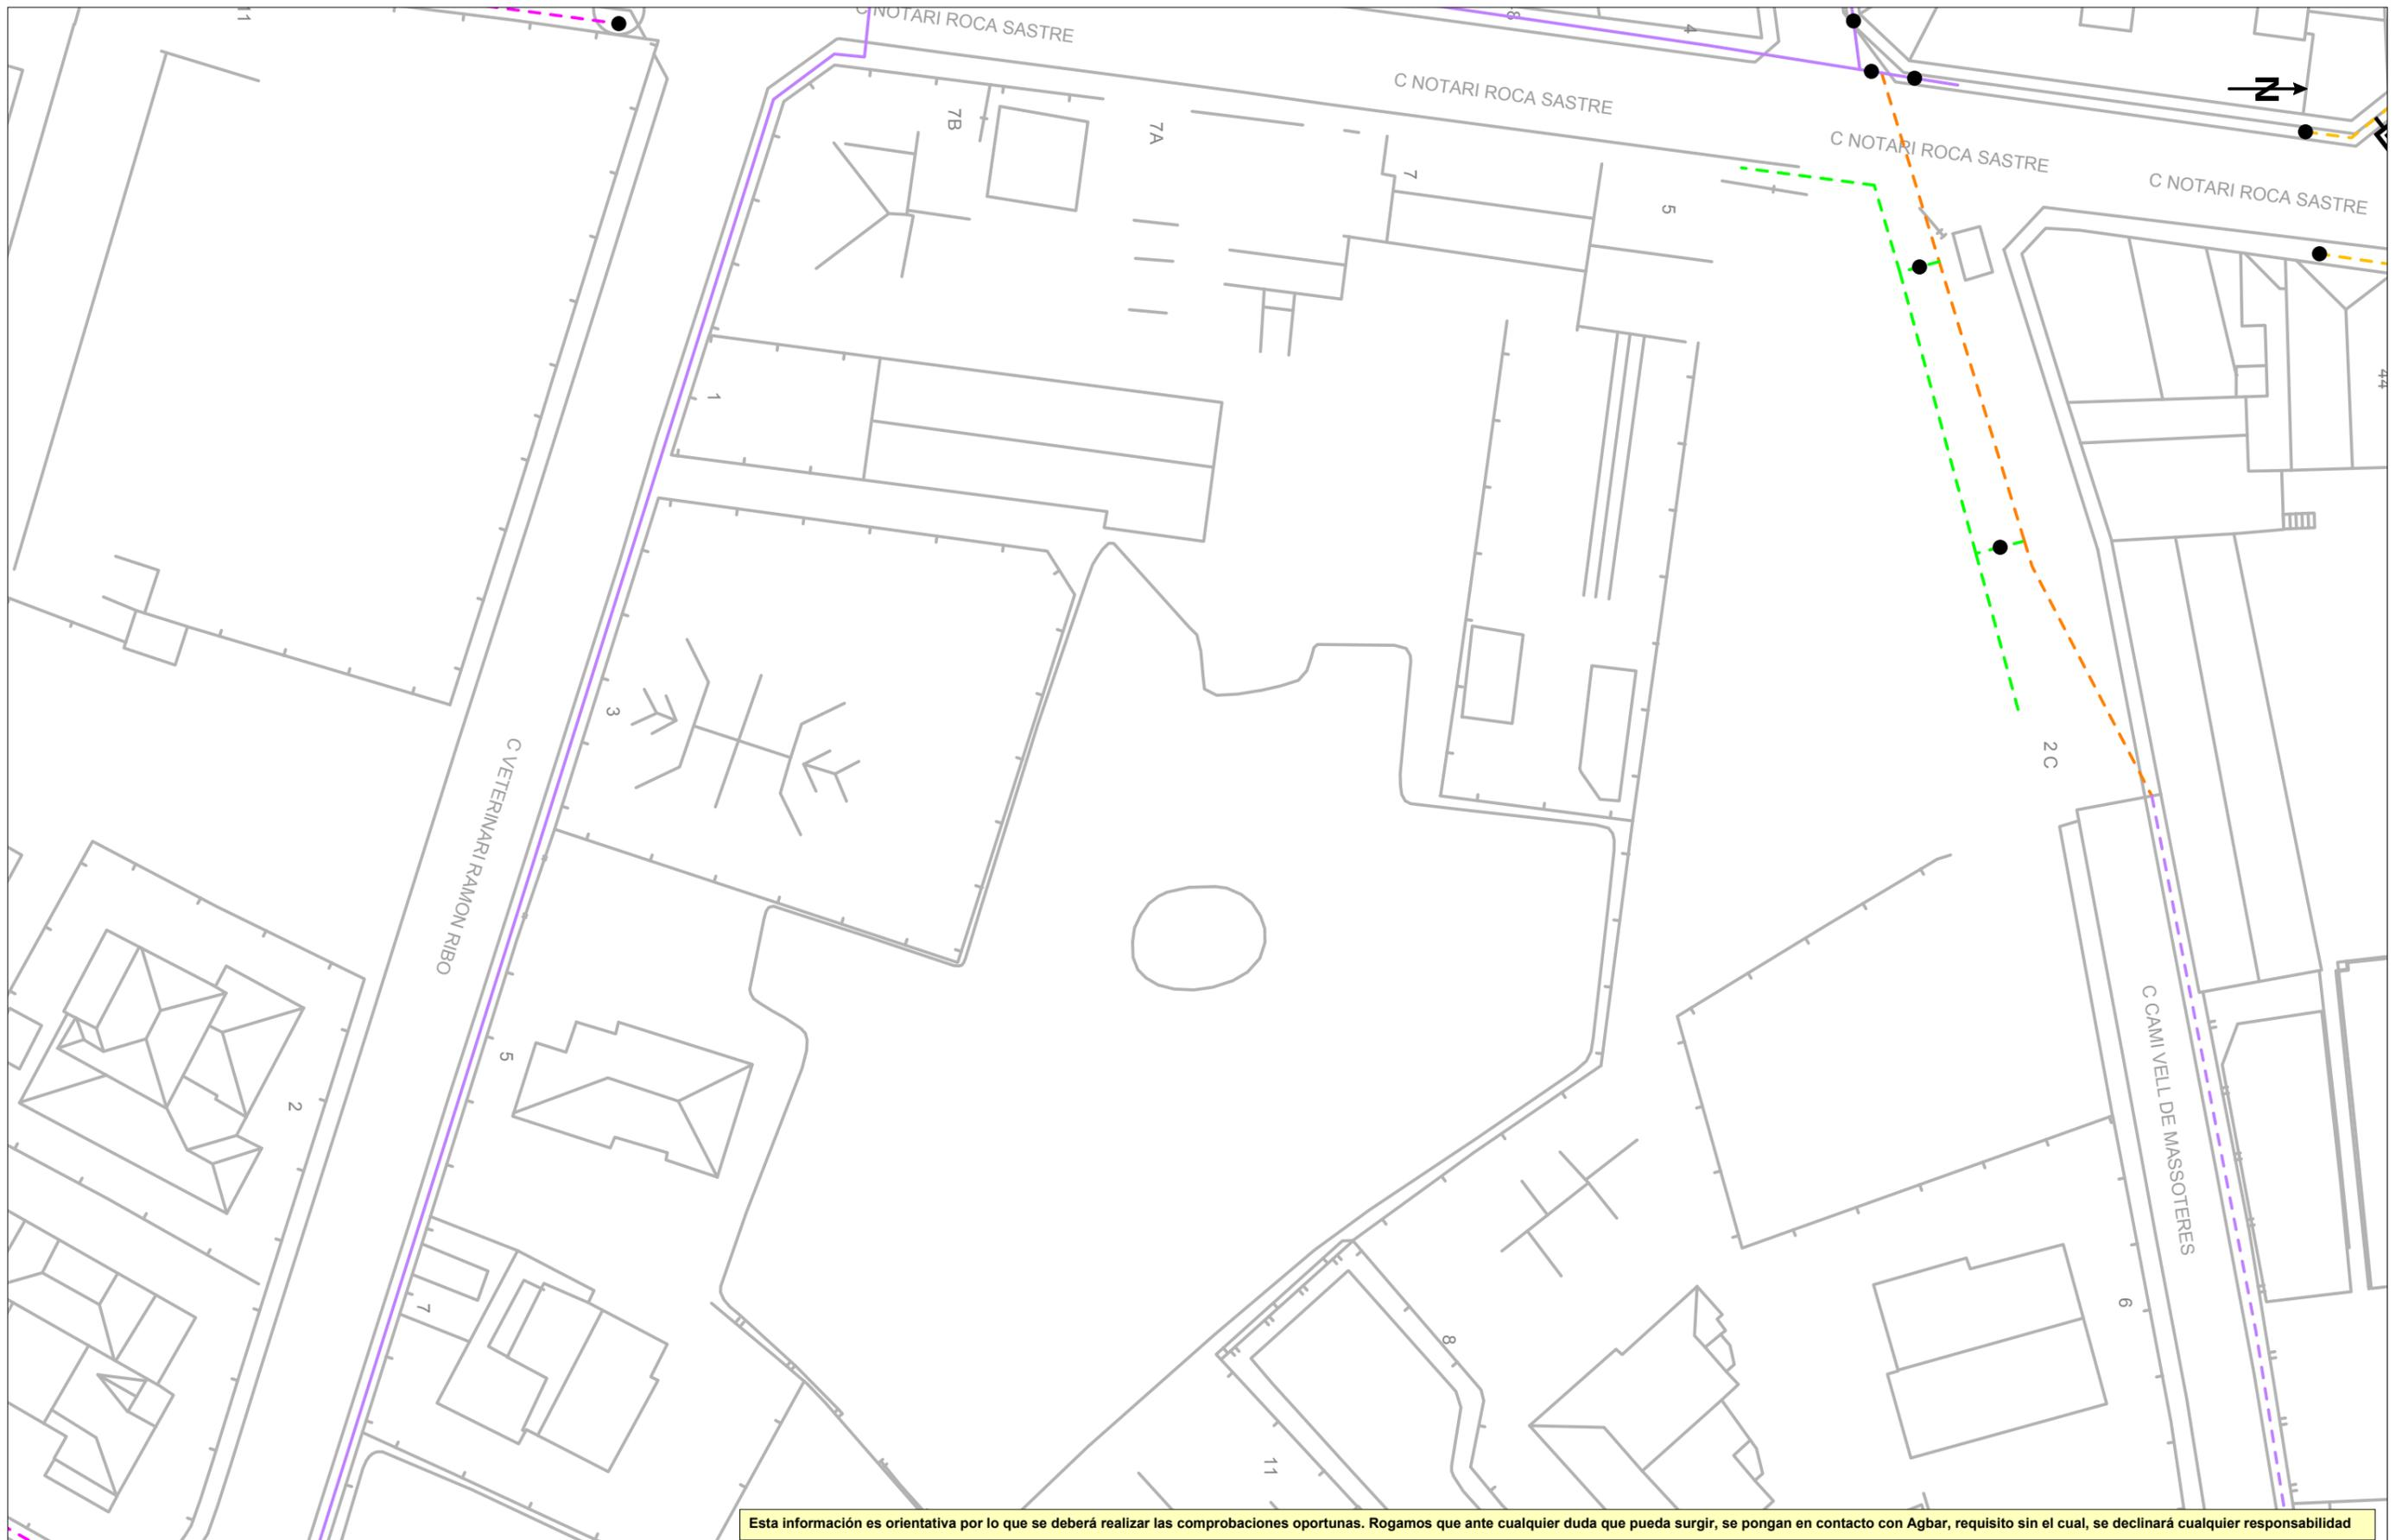 11
C NOTARI ROCA SASTRE
8
4
C NOTARI ROCA SASTRE
N
7B
7A
C NOTARI ROCA SASTRE
7
C NOTARI ROCA SASTRE
5
44
1
3
C VETERINARI RAMON RIBO
2 C
5
2
C CAMI VELL DE MASSOTERES
7
6
8
11
Esta información es orientativa por lo que se deberá realizar las comprobaciones oportunas. Rogamos que ante cualquier duda que pueda surgir, se pongan en contacto con Agbar, requisito sin el cual, se declinará cualquier responsabilidad